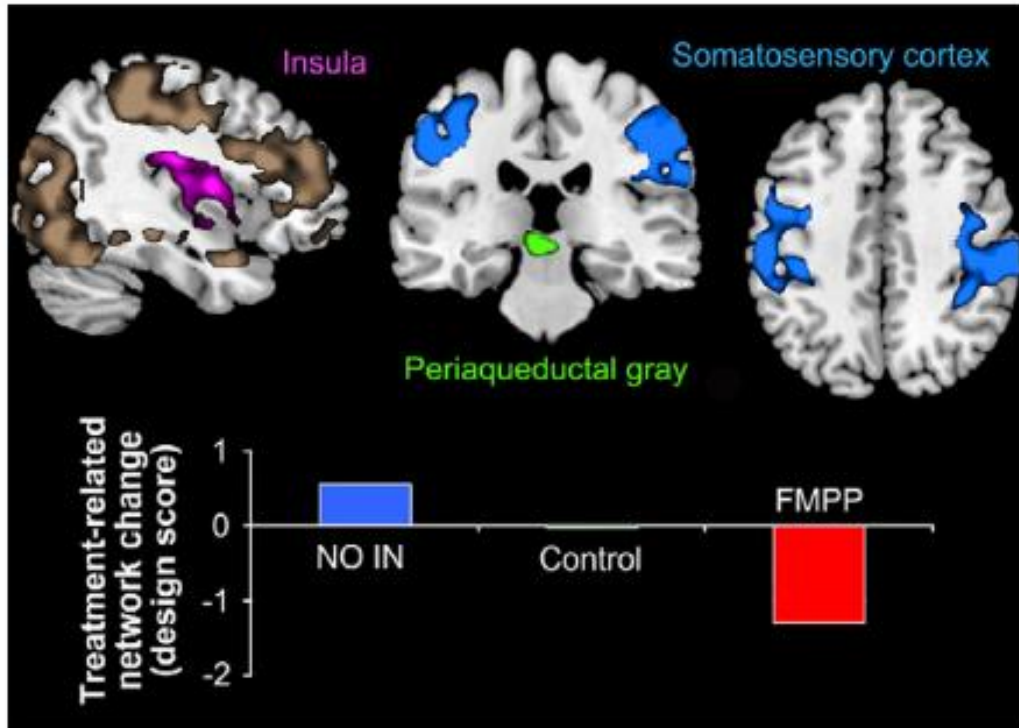 Insula
Somatosensory cortex
Periaqueductal gray
Treatment-related
network change
(design score)
1
0
-1
-2
NO IN
Control
FMPP